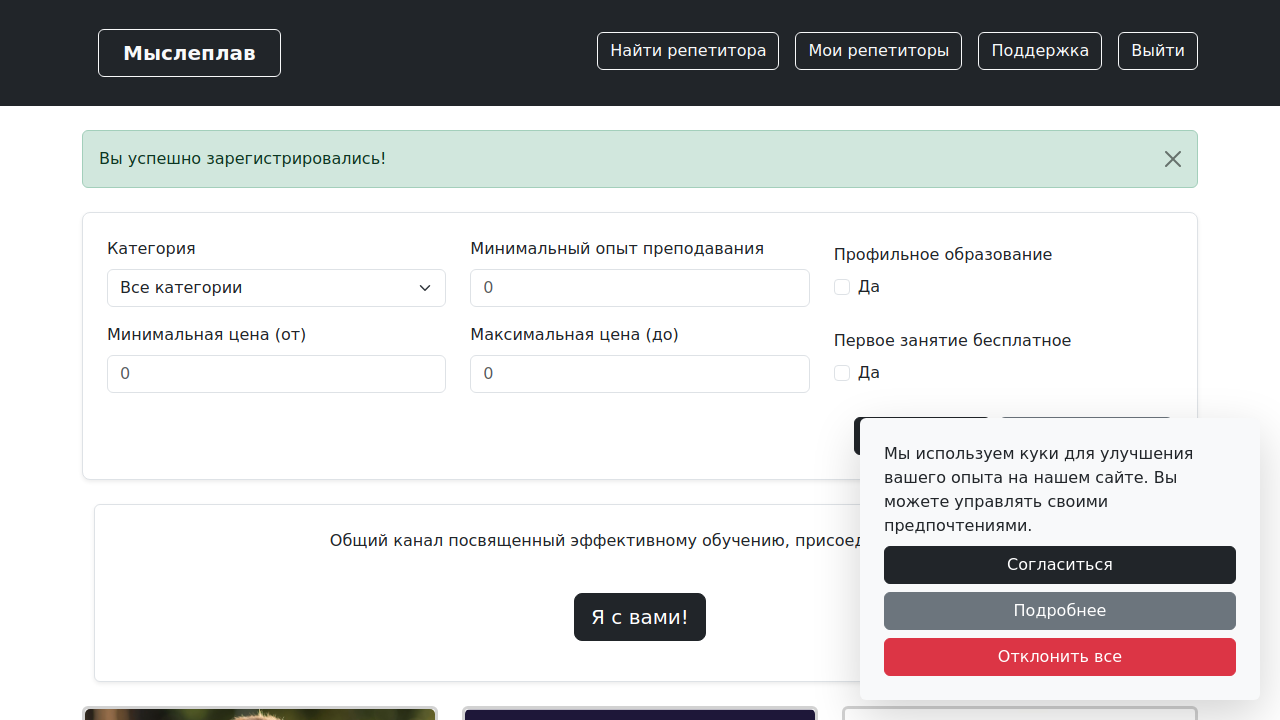 Мыслеплав
Найти репетитора
Мои репетиторы
Поддержка
Выйти
Вы успешно зарегистрировались!
Категория
Все категории
Минимальный опыт преподавания
0
Профильное образование
Да
Минимальная цена (от)
0
Максимальная цена (до)
0
Первое занятие бесплатное
Да
Общий канал посвященный эффективному обучению,
Я с вами!
Мы используем куки для улучшения
вашего опыта на нашем сайте. Вы
можете управлять своими
предпочтениями.
Согласиться
Подробнее
Отклонить все